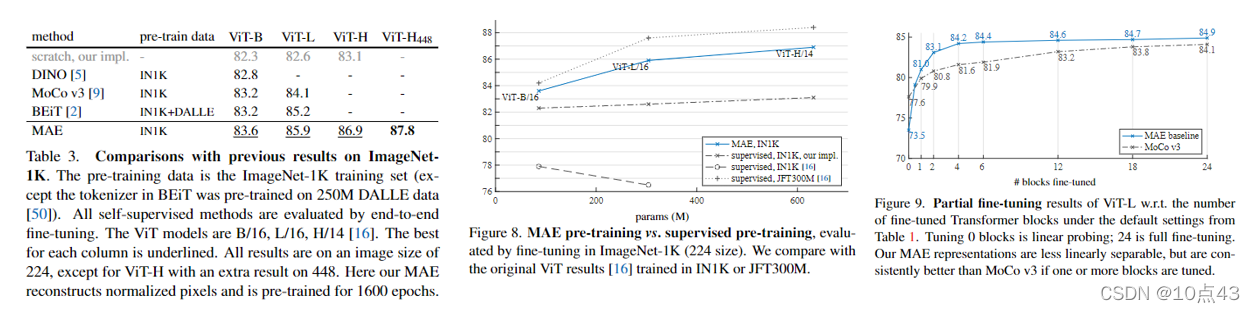 method pre-train data ViT-B ViT-L ViT-H ViT-H448
scratch, our impl. - 82.3 82.6 83.1 -
DINO [5] IN1K 82.8 - - -
MoCo v3 [9] IN1K 83.2 84.1 - -
BEiT [2] IN1K+DALLE 83.2 85.2 - -
MAE IN1K 83.6 85.9 86.9 87.8
Table 3. Comparisons with previous results on ImageNet-
1K. The pre-training data is the ImageNet-1K training set (ex-
cept the tokenizer in BEiT was pre-trained on 250M DALLE data
[50]). All self-supervised methods are evaluated by end-to-end
fine-tuning. The ViT models are B/16, L/16, H/14 [16]. The best
for each column is underlined. All results are on an image size of
224, except for ViT-H with an extra result on 448. Here our MAE
reconstructs normalized pixels and is pre-trained for 1600 epochs.
88
86
84
82
80
78
76
ViT-B/16
ViT-L/16
ViT-H/14
MAE, IN1K
supervised, IN1K, our impl.
supervised, IN1K [16]
supervised, JFT300M [16]
0 200 400 600
params (M)
Figure 8. MAE pre-training vs. supervised pre-training, evalu-
ated by fine-tuning in ImageNet-1K (224 size). We compare with
the original ViT results [16] trained in IN1K or JFT300M.
85
80
75
70
73.5
81.0
83.1
84.2
84.4
84.6
84.7
84.9
77.6
79.9
80.8
81.6
81.9
83.2
83.8
84.1
MAE baseline
MoCo v3
0 1 2 4 6 12 18 24
# blocks fine-tuned
Figure 9. Partial fine-tuning results of ViT-L w.r.t. the number
of fine-tuned Transformer blocks under the default settings from
Table 1. Tuning 0 blocks is linear probing; 24 is full fine-tuning.
Our MAE representations are less linearly separable, but are con-
sistently better than MoCo v3 if one or more blocks are tuned.
CSDN @10点43